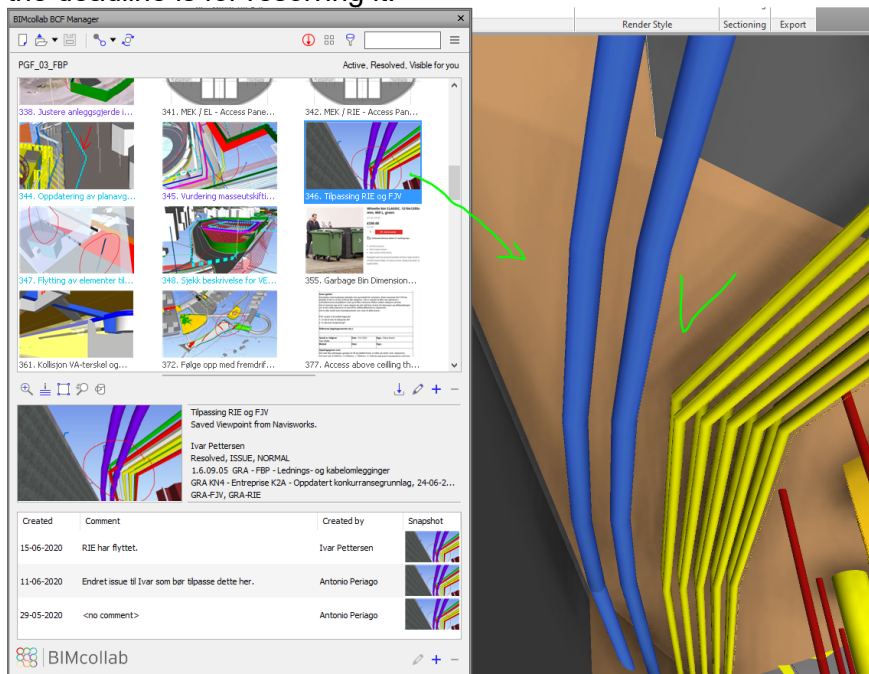 the deadline is for resolving it.
BIMcollab BCF Manager
Render Style
Sectioning
Export
PGF_03_FBP
Active, Resolved, Visible for you
338. Justere anleggsgjerde i...
341. MEK / EL - Access Pane...
342. MEK / RIE - Access Pan...
344. Oppdatering av planavg...
345. Vurdering masseutskifti...
346. Tilpassing RIE og FJV
347. Flytting av elementer til...
348. Sjekk beskrivelse for VE...
355. Garbage Bin Dimension...
361. Kollisjon VA-terskel og...
372. Følge opp med fremdrif...
377. Access above ceilling th...
Tilpassing RIE og FJV
Saved Viewpoint from Navisworks.
Ivar Pettersen
Resolved, ISSUE, NORMAL
1.6.09.05 GRA - FBP - Lednings- og kabelomlegginger
GRA KN4 - Entreprise K2A - Oppdatert konkurransegrunnlag, 24-06-2...
GRA-FJV, GRA-RIE
Created Comment Created by Snapshot
15-06-2020 RIE har flyttet. Ivar Pettersen
11-06-2020 Endret issue til Ivar som bør tilpasse dette her. Antonio Periago
29-05-2020 <no comment> Antonio Periago
BIMcollab